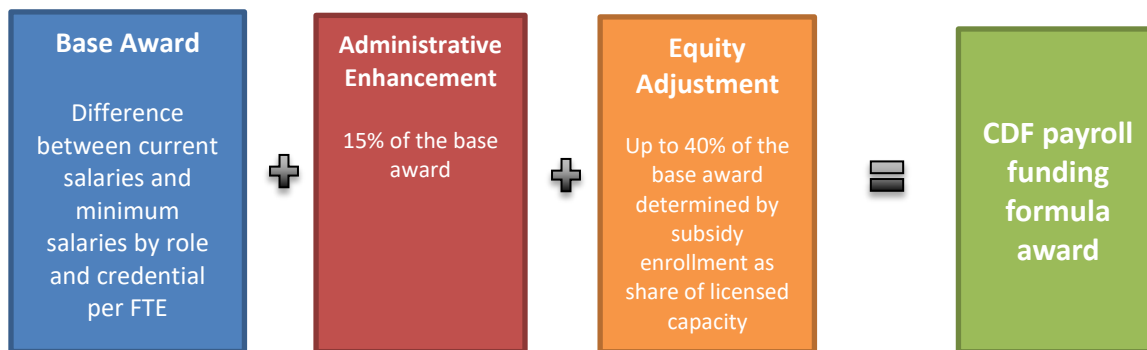 Base Award
Difference
between current
salaries and
minimum
salaries by role
and credential
per FTE
Administrative
Enhancement
15% of the base
award
Equity
Adjustment
Up to 40% of the
base award
determined by
subsidy
enrollment as
share of licensed
capacity
CDF payroll
funding
formula
award